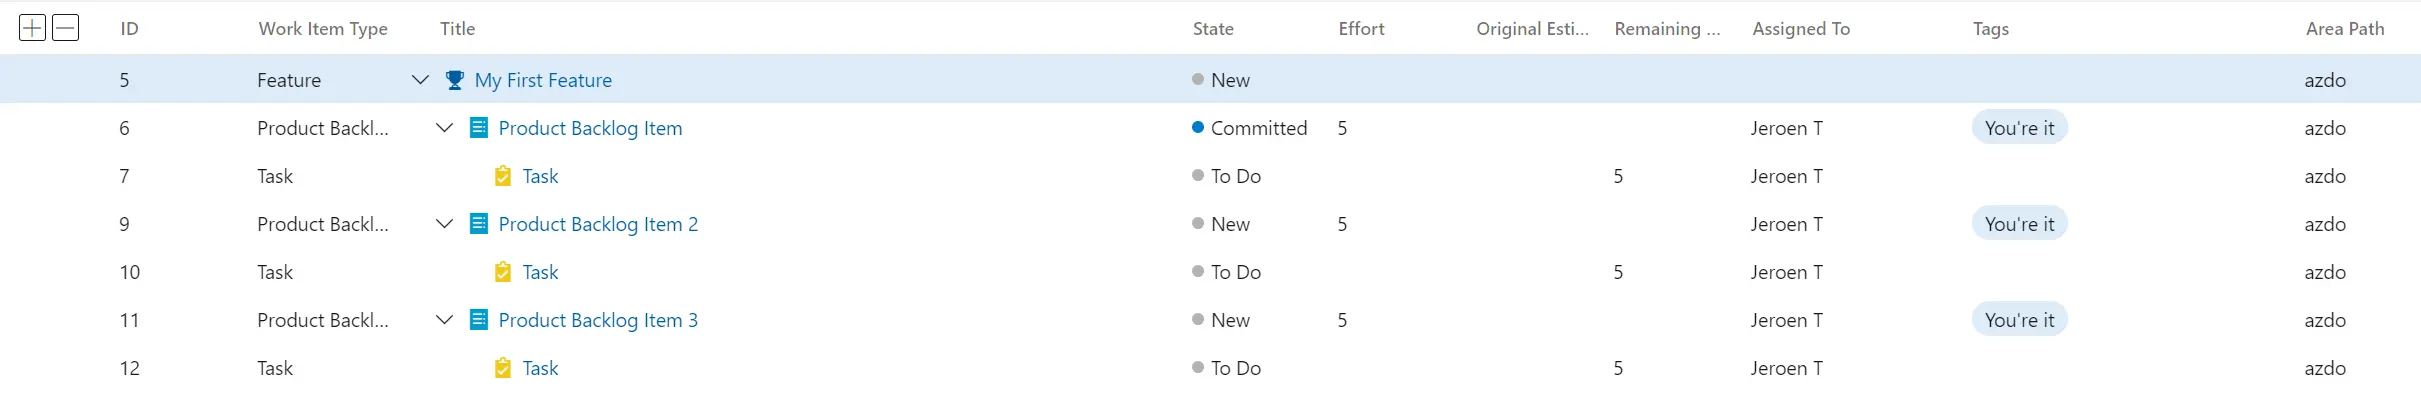 ID Work Item Type Title State Effort Original Esti... Remaining ... Assigned To Tags Area Path
5 Feature My First Feature New azdo
6 Product Backl... Product Backlog Item Committed 5 Jeroen T You're it azdo
7 Task Task To Do 5 Jeroen T azdo
9 Product Backl... Product Backlog Item 2 New 5 Jeroen T You're it azdo
10 Task Task To Do 5 Jeroen T azdo
11 Product Backl... Product Backlog Item 3 New 5 Jeroen T You're it azdo
12 Task Task To Do 5 Jeroen T azdo